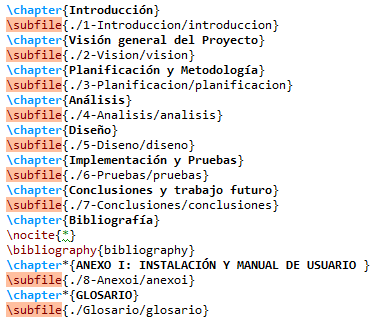 \chapter{Introducción}
\subfile{./1-Introduccion/introduccion}
\chapter{Visión general del Proyecto}
\subfile{./2-Vision/vision}
\chapter{Planificación y Metodología}
\subfile{./3-Planificacion/planificacion}
\chapter{Análisis}
\subfile{./4-Analisis/analisis}
\chapter{Diseño}
\subfile{./5-Diseno/diseno}
\chapter{Implementación y Pruebas}
\subfile{./6-Pruebas/pruebas}
\chapter{Conclusiones y trabajo futuro}
\subfile{./7-Conclusiones/conclusiones}
\chapter{Bibliografía}
\nocite{*}
\bibliography{bibliography}
\chapter*{ANEXO I: INSTALACIÓN Y MANUAL DE USUARIO }
\subfile{./8-Anexoi/anexoi}
\chapter*{GLOSARIO}
\subfile{./Glosario/glosario}